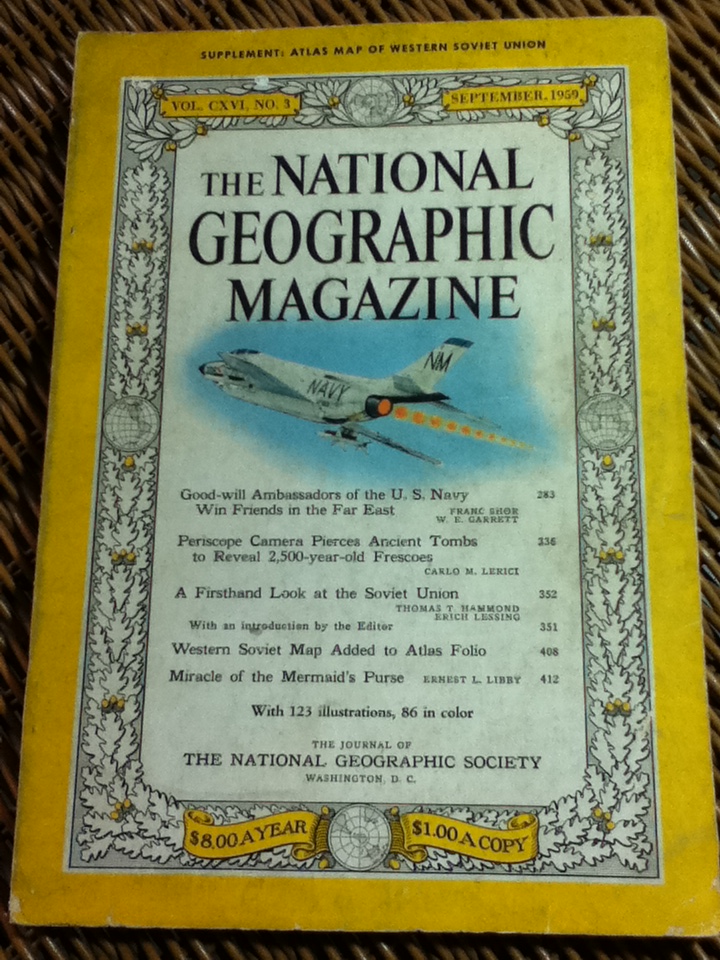 SUPPLEMENT: ATLAS MAP OF WESTERN SOVIET UNION
VOL. CXVI, NO. 3
SEPTEMBER, 1959
THE NATIONAL
GEOGRAPHIC
MAGAZINE
NM
NAVY
Good-will Ambassadors of the U. S. Navy 283
Win Friends in the Far East FRANC SHOR
W. E. GARRETT
Periscope Camera Pierces Ancient Tombs 336
to Reveal 2,500-year-old Frescoes
CARLO M. LERICI
A Firsthand Look at the Soviet Union 352
THOMAS T. HAMMOND
ERICH LESSING
With an introduction by the Editor 351
Western Soviet Map Added to Atlas Folio 408
Miracle of the Mermaid's Purse ERNEST L. LIBBY 412
With 123 illustrations, 86 in color
THE JOURNAL OF
THE NATIONAL GEOGRAPHIC SOCIETY
WASHINGTON, D. C.
$8.00 A YEAR
$1.00 A COPY